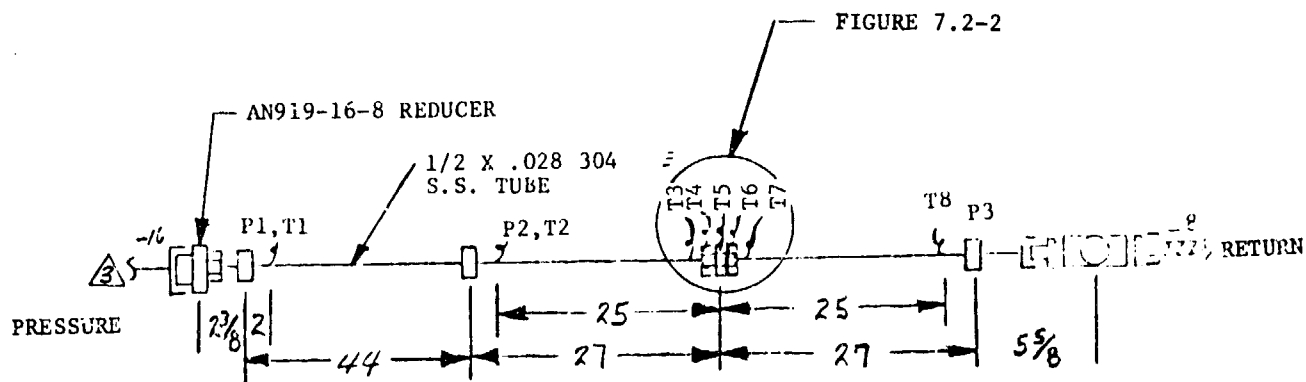 FIGURE 7.2-2
AN919-16-8 REDUCER
1/2 X .028 304
S.S. TUBE
T3
T4
T5
T6
T7
-16
P1,T1
P2,T2
T8
P3
-8
3
RETURN
PRESSURE
2 3/8
2
25
25
44
27
27
5 5/8